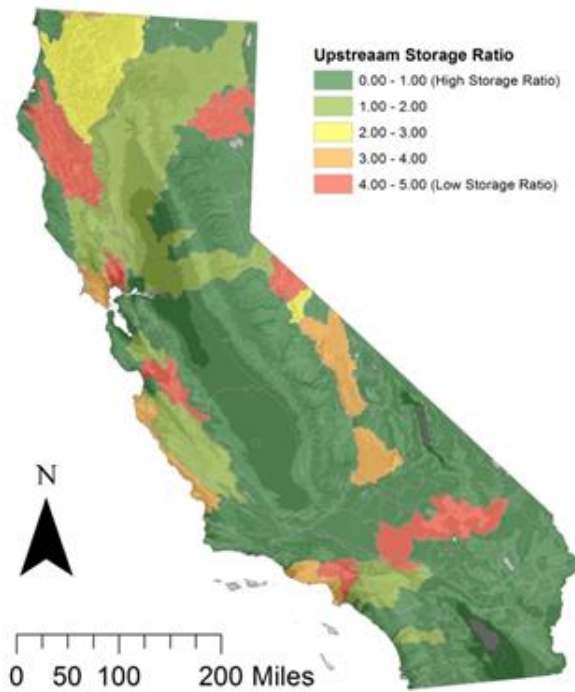 Upstreaam Storage Ratio
0.00 - 1.00 (High Storage Ratio)
1.00 - 2.00
2.00 - 3.00
3.00 - 4.00
4.00 - 5.00 (Low Storage Ratio)
N
0 50 100 200 Miles